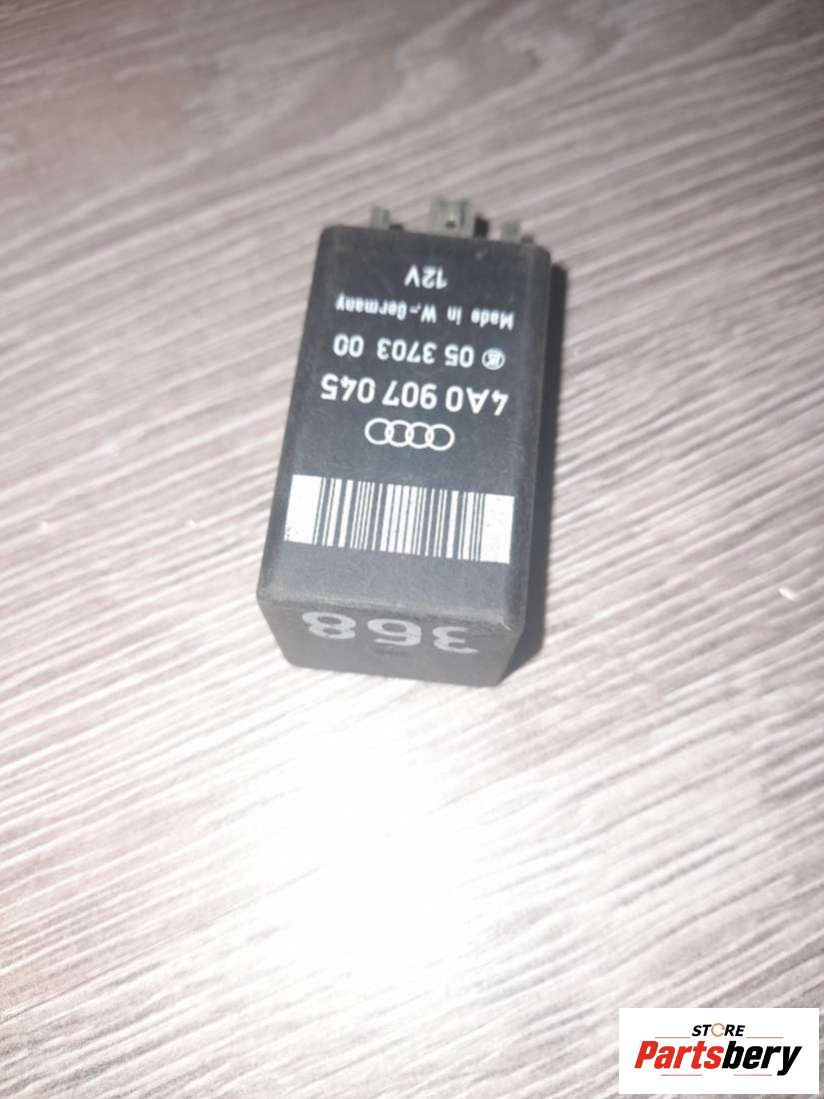 12V
Made in W.-Germany
05 3703 00
4A0 907 045
368
STORE
Partsbery